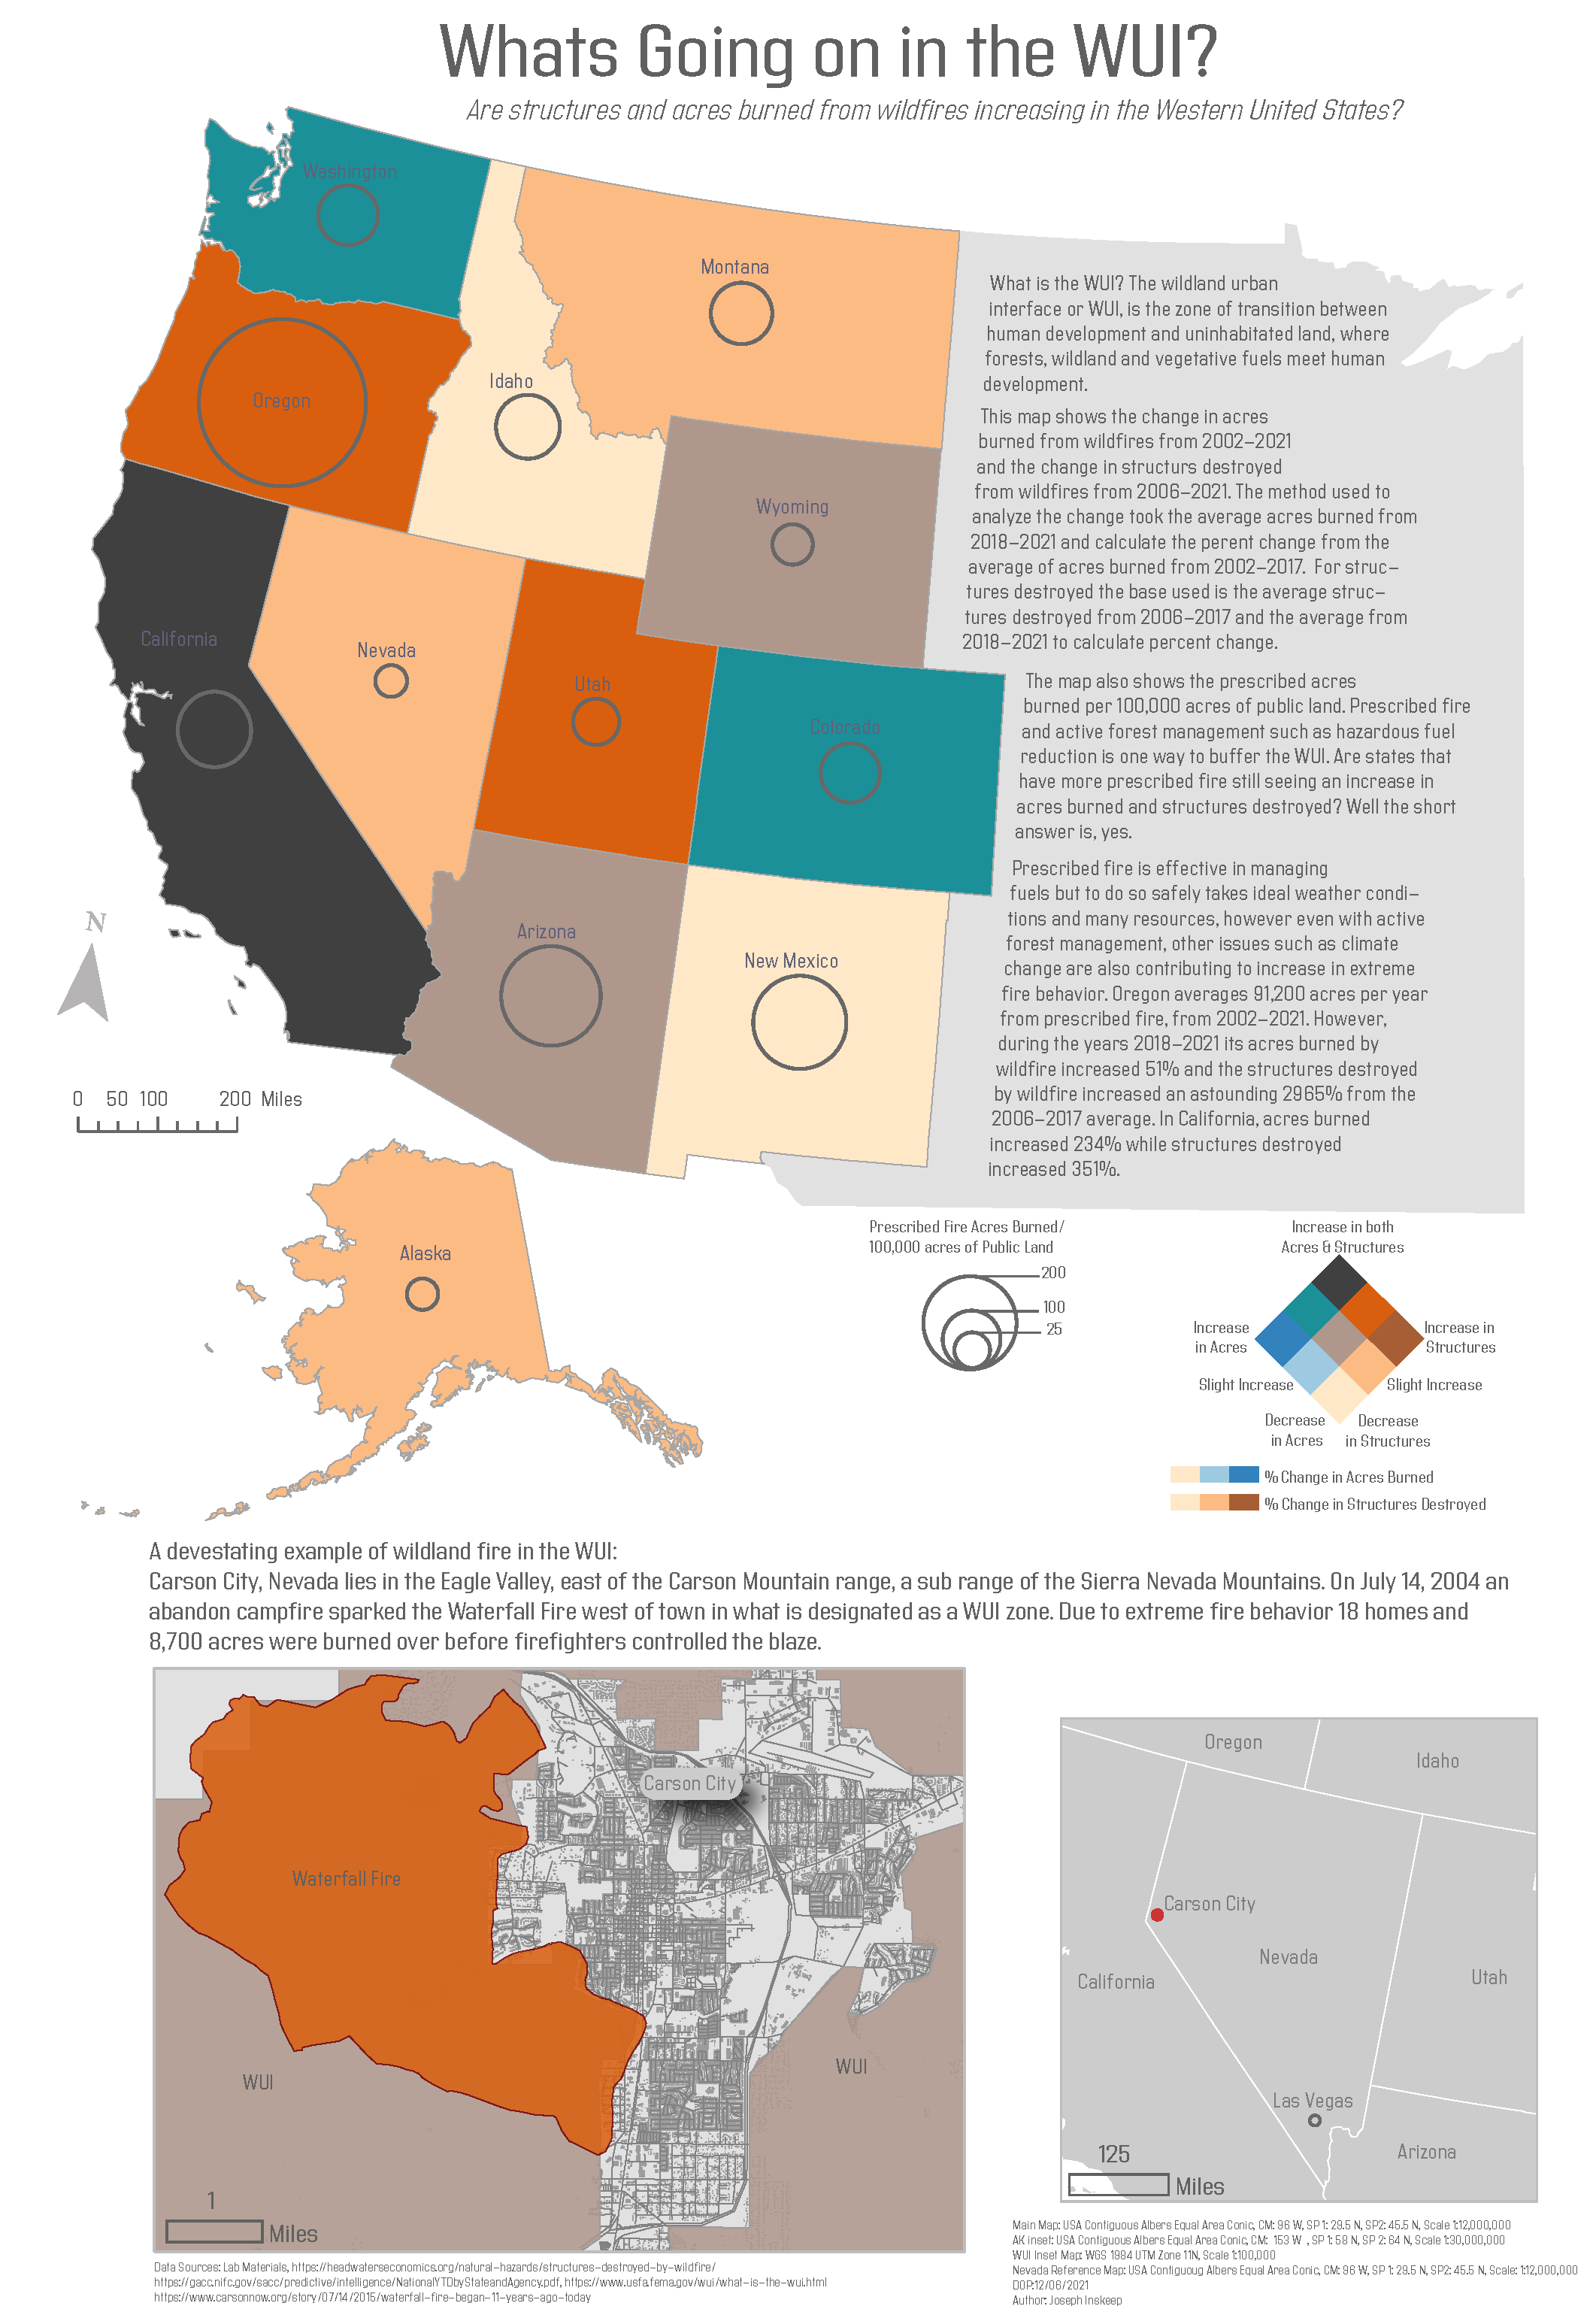 Whats Going on in the WUI?
Are structures and acres burned from wildfires increasing in the Western United States?
Washington
Montana
Oregon
Idaho
Wyoming
California
Nevada
Utah
Colorado
Arizona
New Mexico
What is the WUI? The wildland urban
interface or WUI, is the zone of transition between
human development and uninhabitated land, where
forests, wildland and vegetative fuels meet human
development.
This map shows the change in acres
burned from wildfires from 2002–2021
and the change in structurs destroyed
from wildfires from 2006–2021. The method used to
analyze the change took the average acres burned from
2018–2021 and calculate the perent change from the
average of acres burned from 2002–2017. For struc–
tures destroyed the base used is the average struc–
tures destroyed from 2006–2017 and the average from
2018–2021 to calculate percent change.
The map also shows the prescribed acres
burned per 100,000 acres of public land. Prescribed fire
and active forest management such as hazardous fuel
reduction is one way to buffer the WUI. Are states that
have more prescribed fire still seeing an increase in
acres burned and structures destroyed? Well the short
answer is, yes.
Prescribed fire is effective in managing
fuels but to do so safely takes ideal weather condi–
tions and many resources, however even with active
forest management, other issues such as climate
change are also contributing to increase in extreme
fire behavior. Oregon averages 91,200 acres per year
from prescribed fire, from 2002–2021. However,
during the years 2018–2021 its acres burned by
wildfire increased 51% and the structures destroyed
by wildfire increased an astounding 2965% from the
2006–2017 average. In California, acres burned
increased 234% while structures destroyed
increased 351%.
N
0 50 100 200 Miles
Alaska
Prescribed Fire Acres Burned/
100,000 acres of Public Land
200
100
25
Increase in both
Acres & Structures
Increase
in Acres
Increase in
Structures
Slight Increase
Slight Increase
Decrease
in Acres
Decrease
in Structures
% Change in Acres Burned
% Change in Structures Destroyed
A devestating example of wildland fire in the WUI:
Carson City, Nevada lies in the Eagle Valley, east of the Carson Mountain range, a sub range of the Sierra Nevada Mountains. On July 14, 2004 an
abandon campfire sparked the Waterfall Fire west of town in what is designated as a WUI zone. Due to extreme fire behavior 18 homes and
8,700 acres were burned over before firefighters controlled the blaze.
Carson City
Waterfall Fire
WUI
WUI
1
Miles
Oregon
Idaho
Carson City
Nevada
California
Utah
Las Vegas
Arizona
125
Miles
Data Sources: Lab Materials, https://headwaterseconomics.org/natural-hazards/structures-destroyed-by-wildfire/
https://gacc.nifc.gov/sacc/predictive/intelligence/NationalYTDbyStateandAgency.pdf, https://www.usfa.fema.gov/wui/what-is-the-wui.html
https://www.carsonnow.org/story/07/14/2015/waterfall-fire-began-11-years-ago-today
Main Map: USA Contiguous Albers Equal Area Conic, CM: 96 W, SP 1: 29.5 N, SP2: 45.5 N, Scale 1:12,000,000
AK inset: USA Contiguous Albers Equal Area Conic, CM: 153 W , SP 1: 58 N, SP 2: 64 N, Scale 1:30,000,000
WUI Inset Map: WGS 1984 UTM Zone 11N, Scale 1:100,000
Nevada Reference Map: USA Contiguoug Albers Equal Area Conic, CM: 96 W, SP 1: 29.5 N, SP2: 45.5 N, Scale: 1:12,000,000
DOP:12/06/2021
Author: Joseph Inskeep